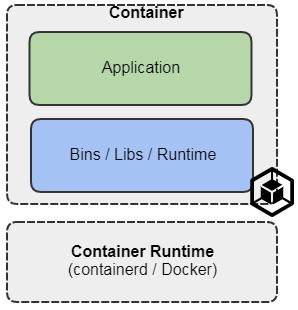 Container
Application
Bins / Libs / Runtime
Container Runtime
(containerd / Docker)